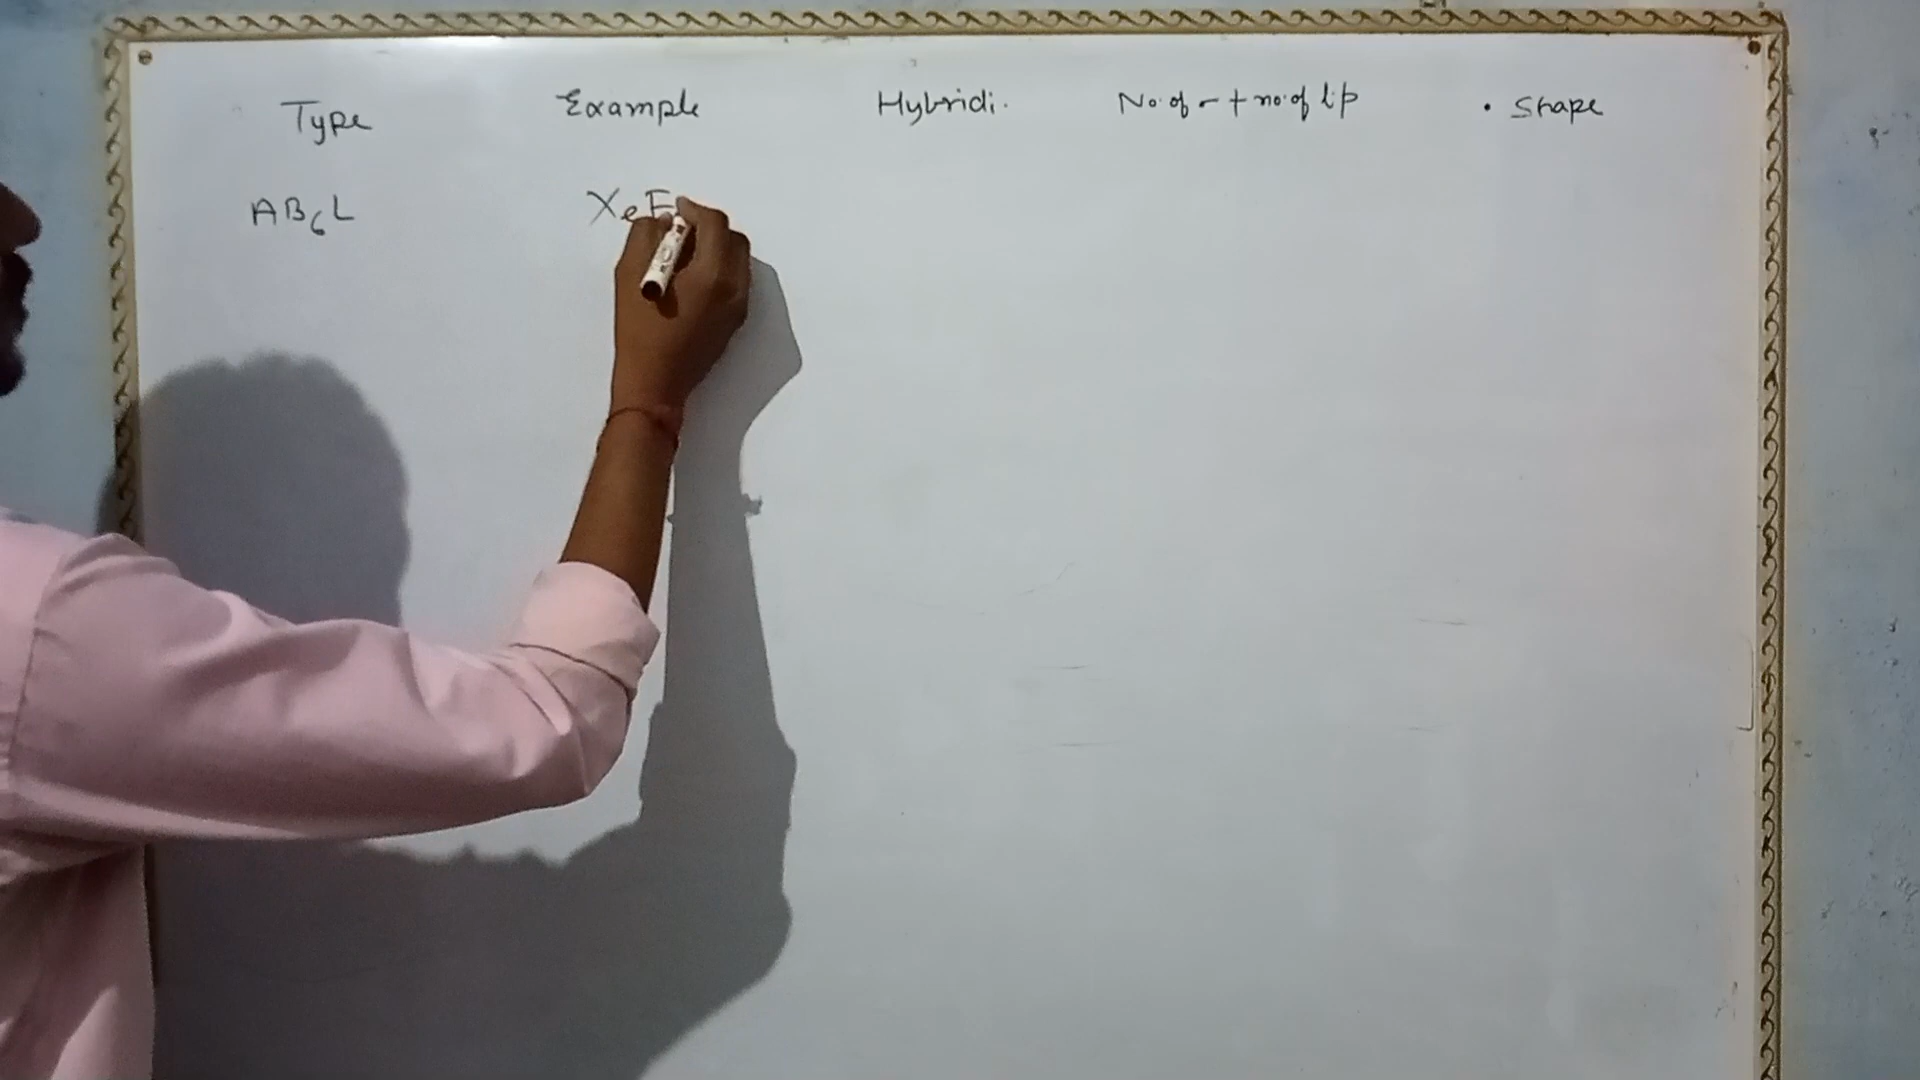 Type Example Hybridi. No. of - + no. of l.p • Shape
AB₆L XeF